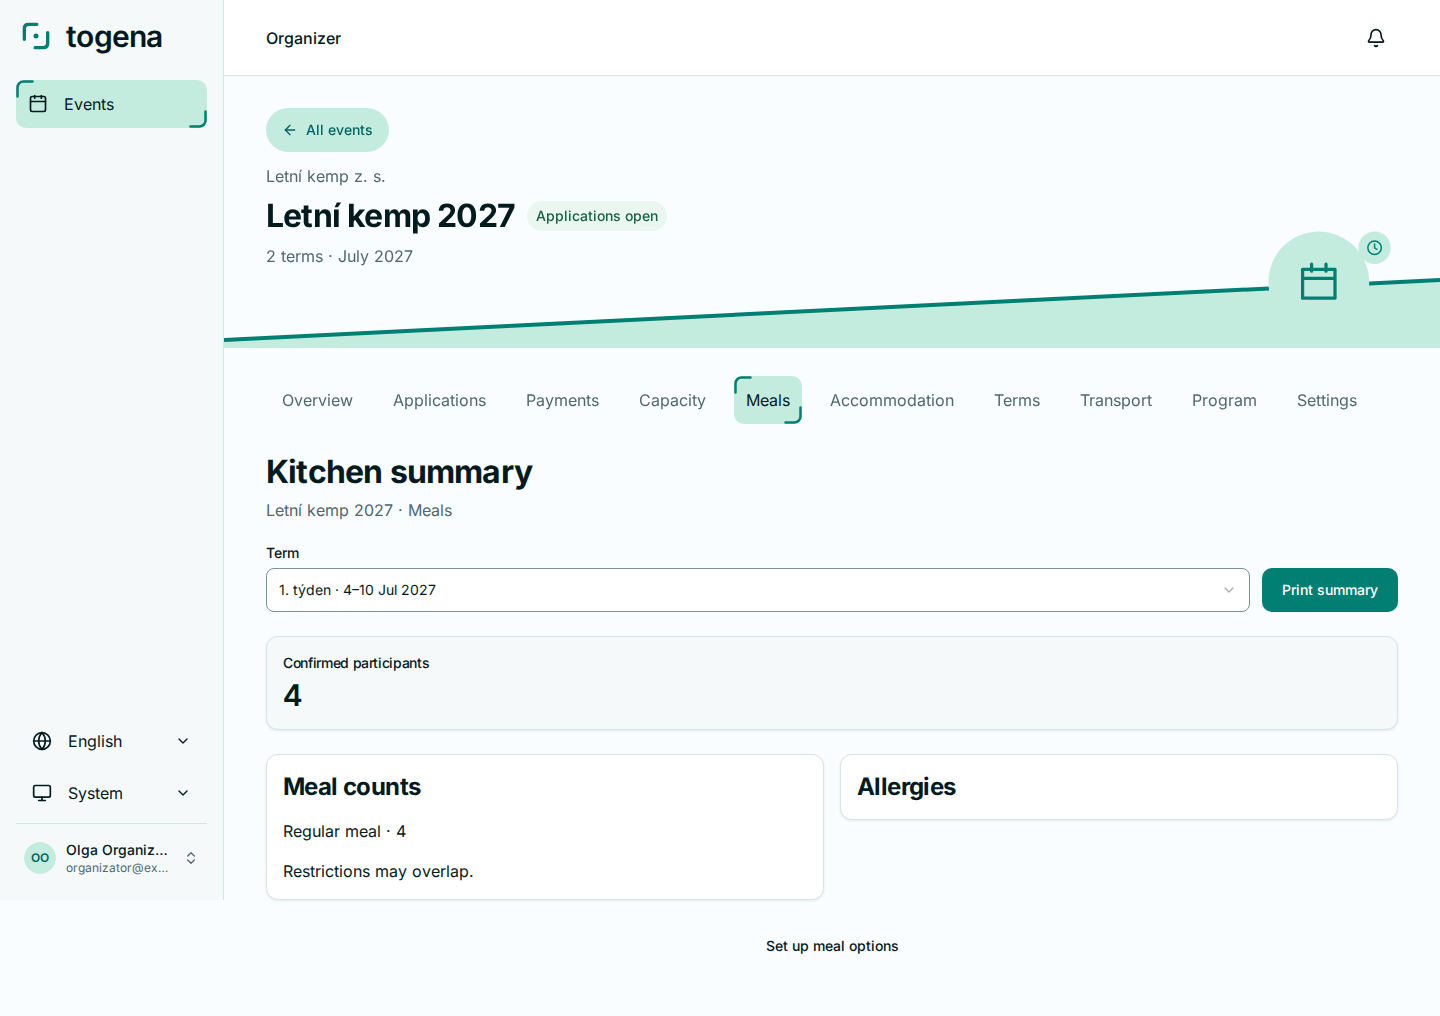 togena
Organizer
Events
All events
Letní kemp z. s.
Letní kemp 2027
Applications open
2 terms · July 2027
Overview
Applications
Payments
Capacity
Meals
Accommodation
Terms
Transport
Program
Settings
Kitchen summary
Letní kemp 2027 · Meals
Term
1. týden · 4–10 Jul 2027
Print summary
Confirmed participants
4
Meal counts
Regular meal · 4
Restrictions may overlap.
Allergies
Set up meal options
English
System
OO
Olga Organiz...
organizator@ex...